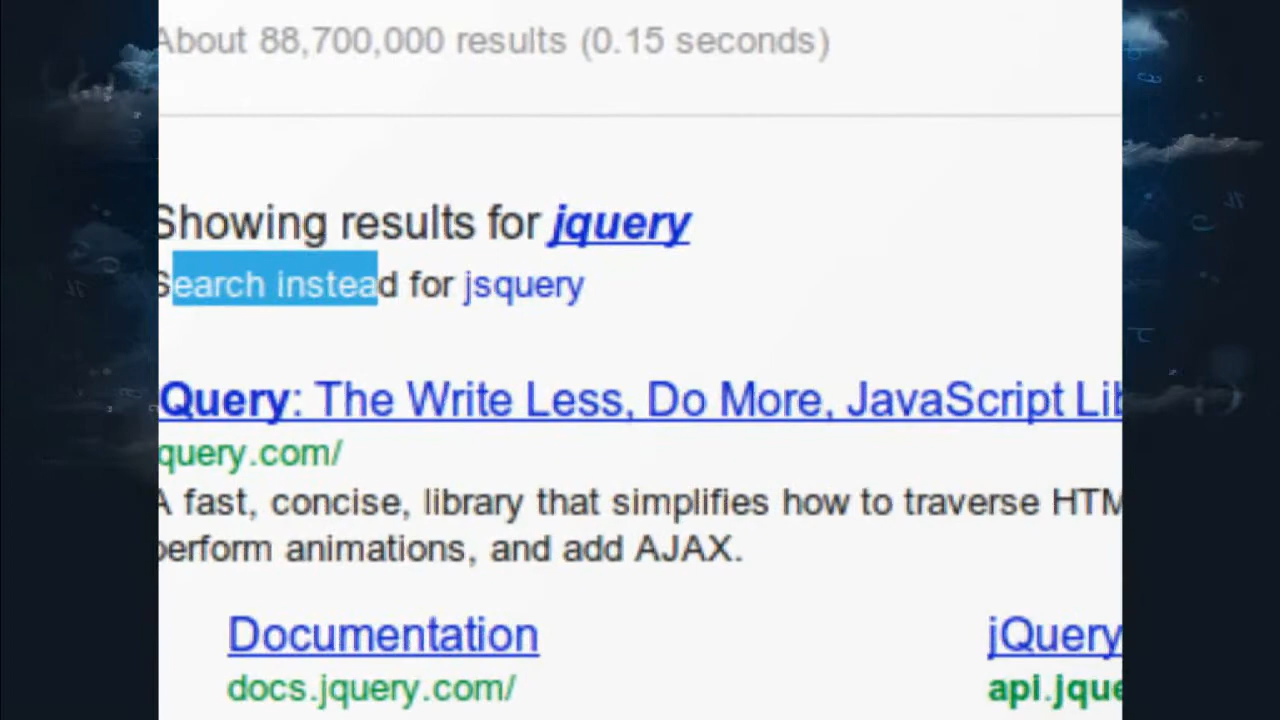 About 88,700,000 results (0.15 seconds)
Showing results for jquery
Search instead for jsquery
Query: The Write Less, Do More, JavaScript Lib
query.com/
A fast, concise, library that simplifies how to traverse HTM
perform animations, and add AJAX.
Documentation jQuery
docs.jquery.com/ api.jque